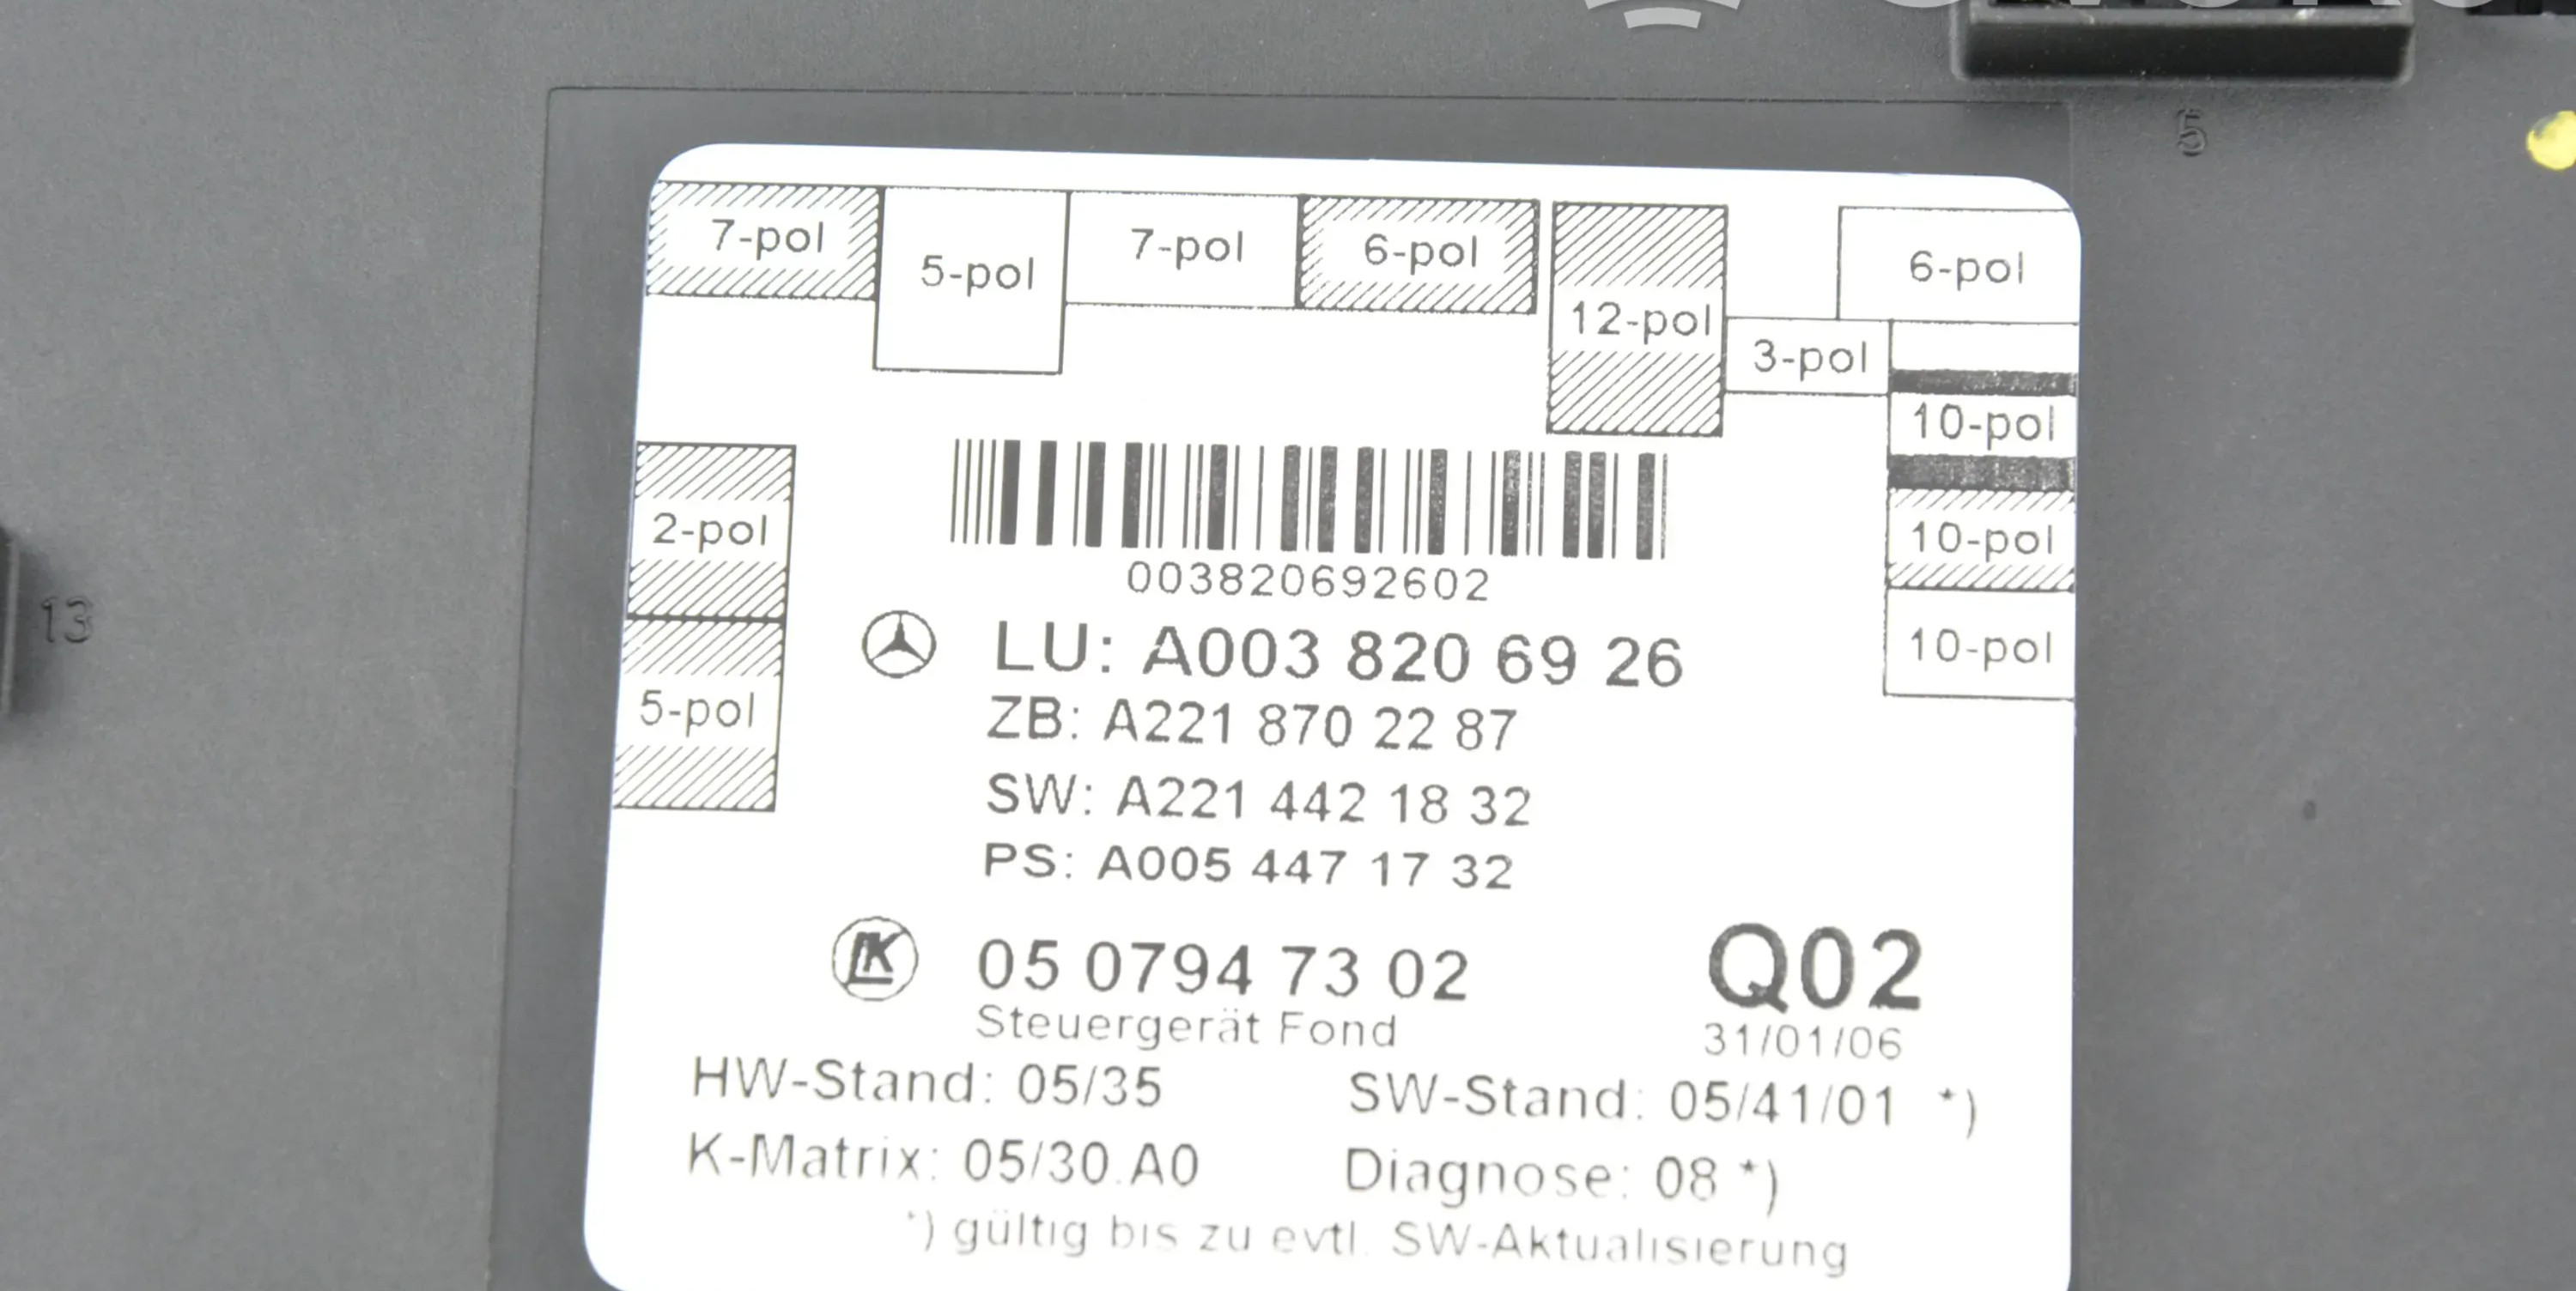 5
7-pol
5-pol
7-pol
6-pol
12-pol
6-pol
3-pol
10-pol
10-pol
10-pol
2-pol
5-pol
13
003820692602
LU: A003 820 69 26
ZB: A221 870 22 87
SW: A221 442 18 32
PS: A005 447 17 32
LK
05 0794 73 02
Q02
Steuergerät Fond
31/01/06
HW-Stand: 05/35
SW-Stand: 05/41/01 *)
K-Matrix: 05/30.A0
Diagnose: 08 *)
*) gültig bis zu evtl. SW-Aktualisierung